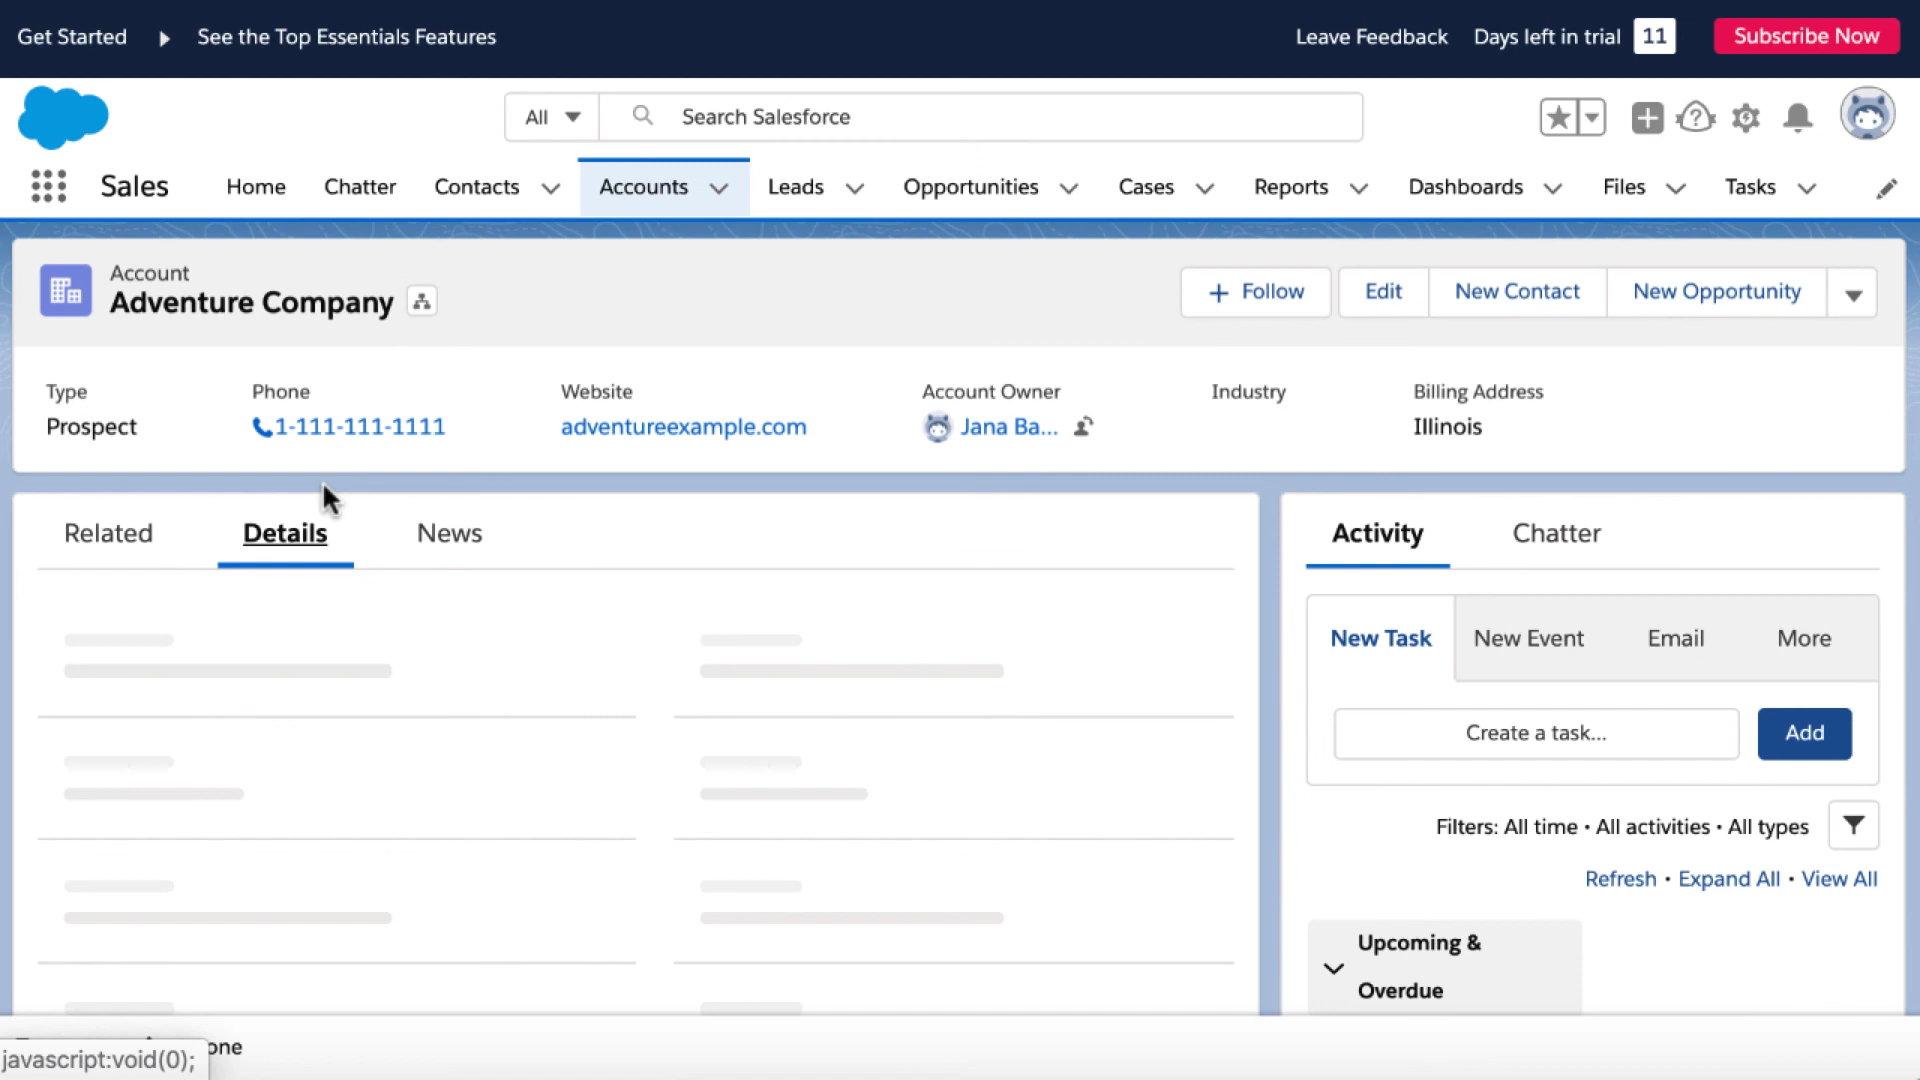 Get Started See the Top Essentials Features Leave Feedback Days left in trial 11 Subscribe Now
All Search Salesforce
Sales Home Chatter Contacts Accounts Leads Opportunities Cases Reports Dashboards Files Tasks
Account
Adventure Company
Follow Edit New Contact New Opportunity
Type Phone Website Account Owner Industry Billing Address
Prospect 1-111-111-1111 adventureexample.com Jana Ba... Illinois
Related Details News
Activity Chatter
New Task New Event Email More
Create a task... Add
Filters: All time • All activities • All types
Refresh • Expand All • View All
Upcoming &
Overdue
javascript:void(0);